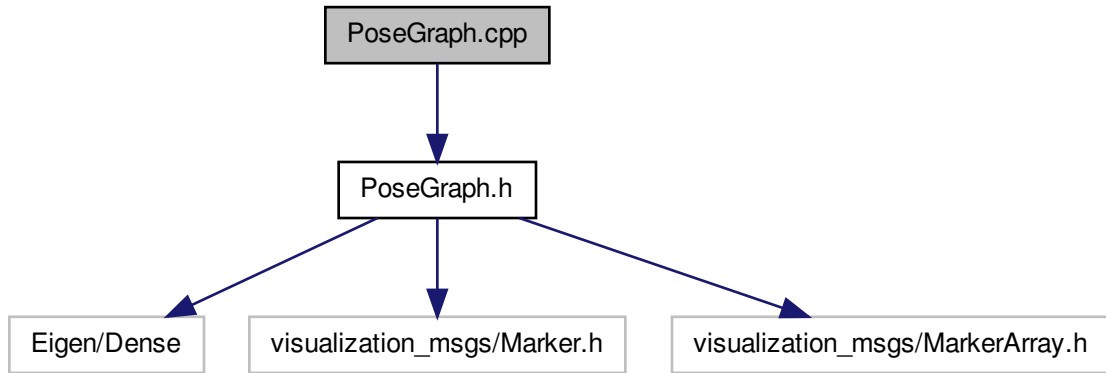 PoseGraph.cpp
PoseGraph.h
Eigen/Dense
visualization_msgs/Marker.h
visualization_msgs/MarkerArray.h